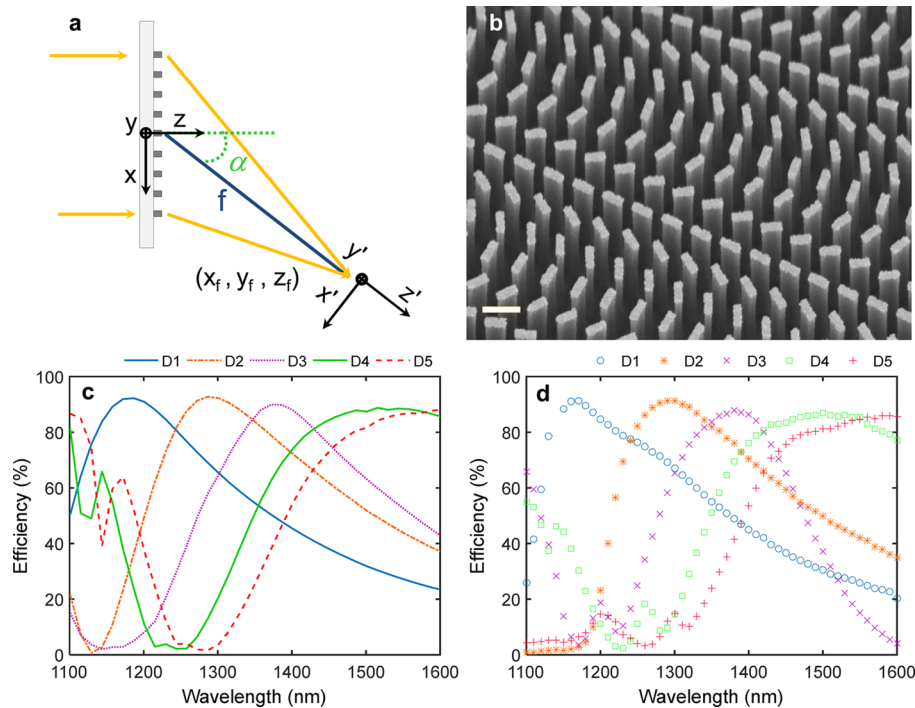 a
y
z
x
α
f
y'
(xf , yf , zf)
x'
z'
b
D1 D2 D3 D4 D5
c
Efficiency (%)
100
80
60
40
20
0
1100 1200 1300 1400 1500 1600
Wavelength (nm)
D1 D2 D3 D4 D5
d
Efficiency (%)
100
80
60
40
20
0
1100 1200 1300 1400 1500 1600
Wavelength (nm)